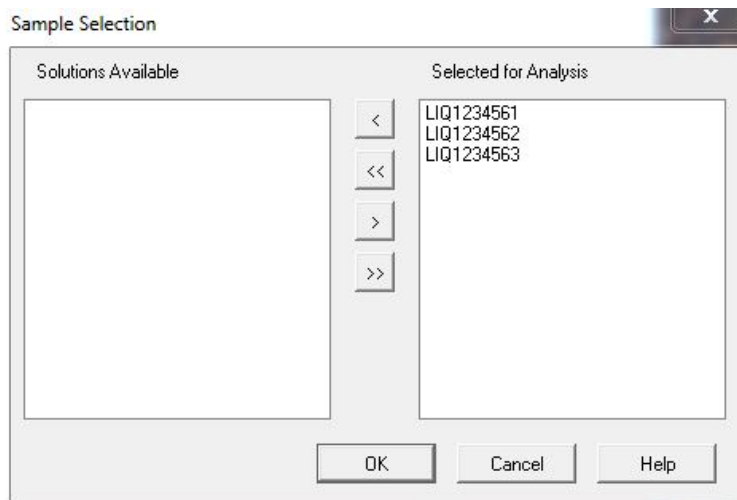 Sample Selection
X
Solutions Available
Selected for Analysis
<
<<
>
>>
LIQ1234561
LIQ1234562
LIQ1234563
OK
Cancel
Help